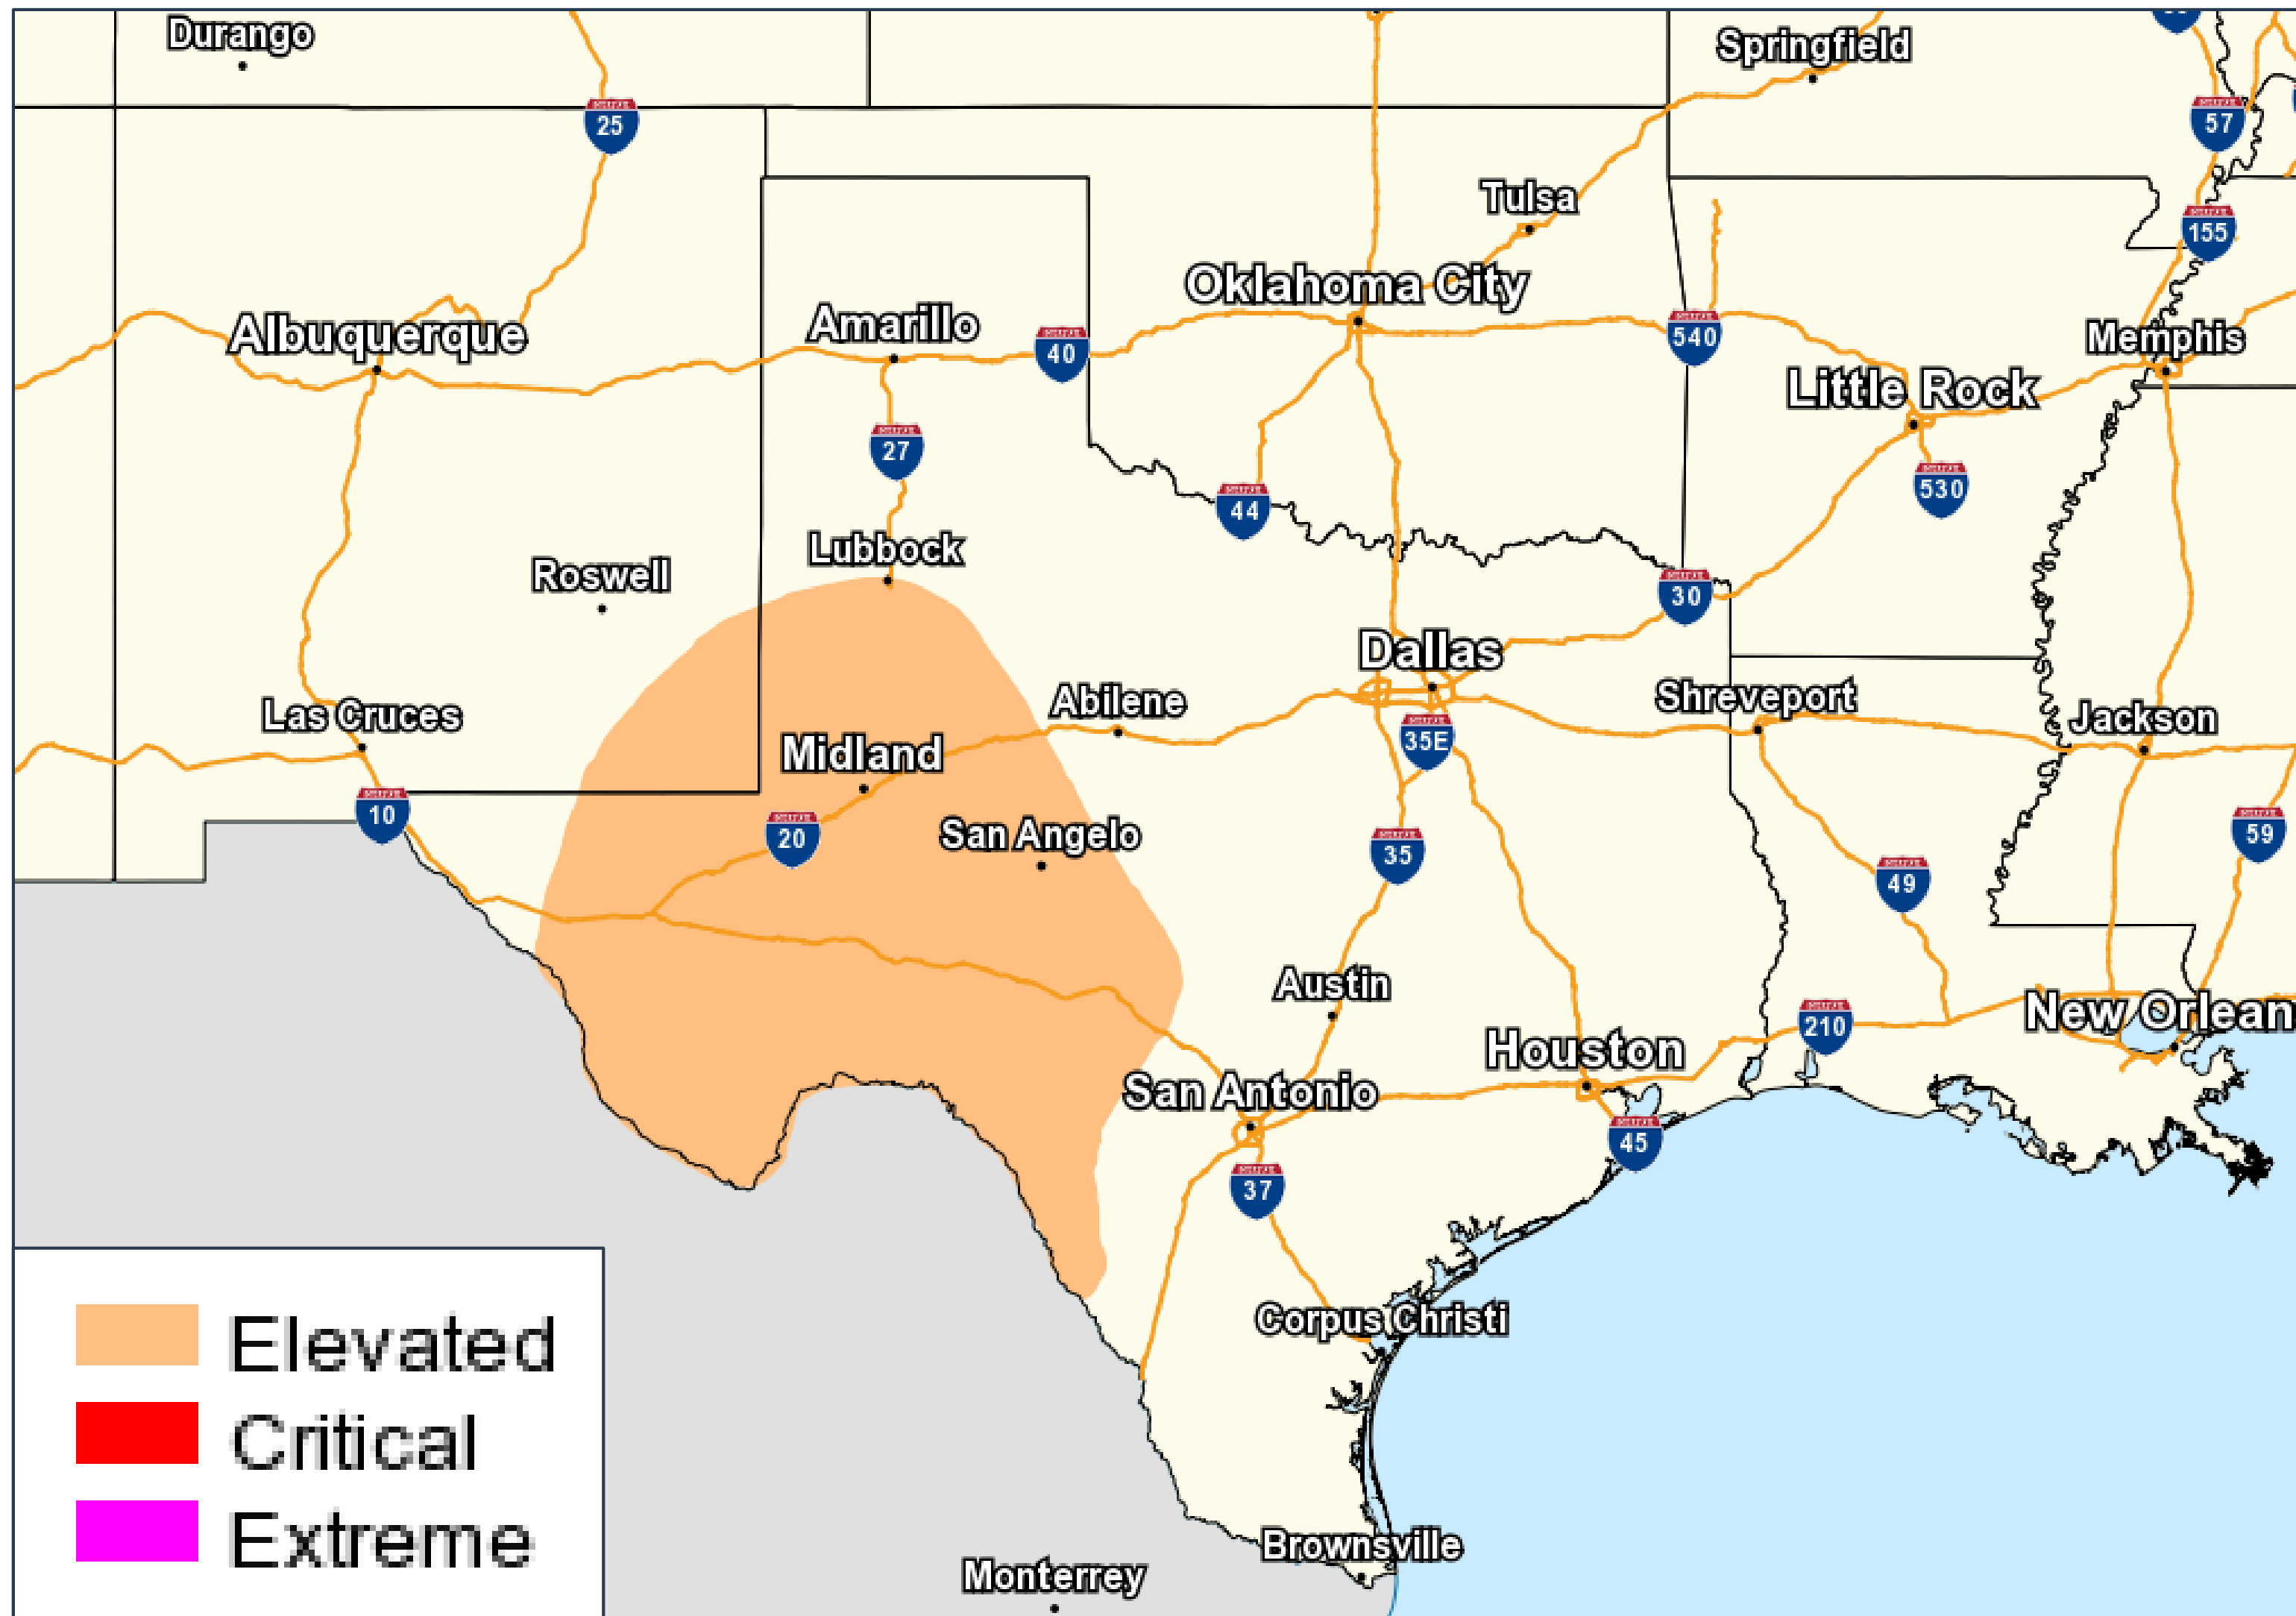 Durango
Springfield
25
57
Tulsa
155
Oklahoma City
Albuquerque
Amarillo
40
540
Memphis
Little Rock
27
530
44
Lubbock
Roswell
30
Dallas
Shreveport
Abilene
Las Cruces
Jackson
35E
Midland
10
20
San Angelo
35
59
49
Austin
New Orlean
210
Houston
San Antonio
45
37
Corpus Christi
Elevated
Critical
Extreme
Brownsville
Monterrey